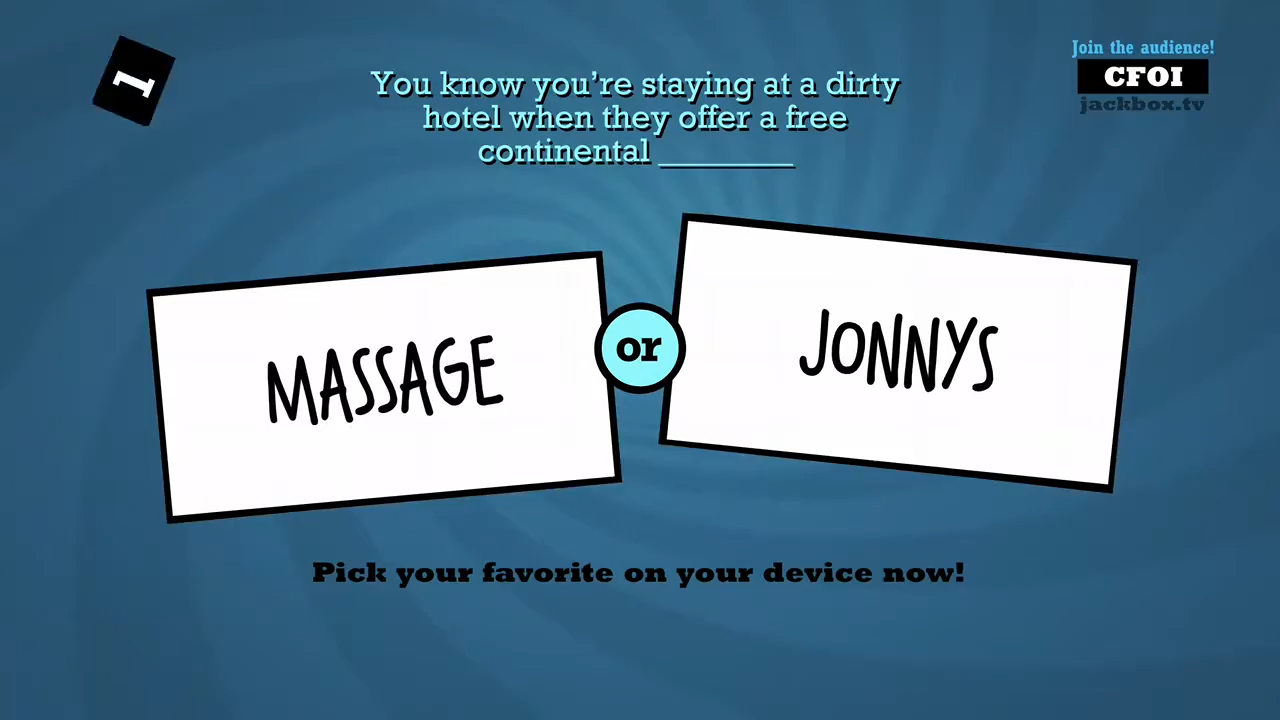 1
Join the audience!
CFOI
jackbox.tv
You know you're staying at a dirty
hotel when they offer a free
continental ________
MASSAGE
or
JONNYS
Pick your favorite on your device now!